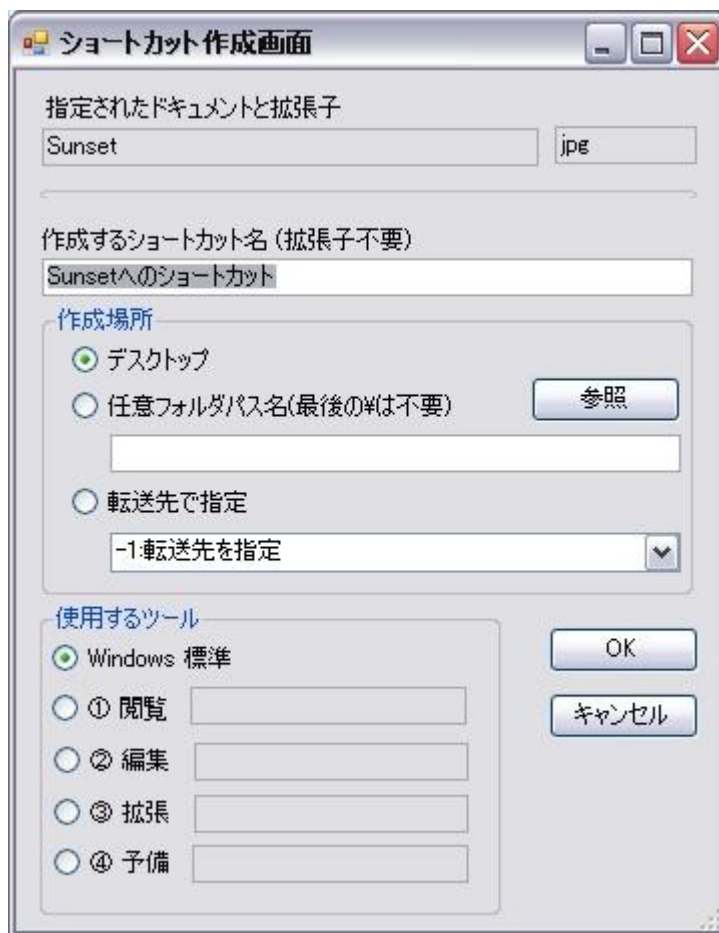 ショートカット作成画面
指定されたドキュメントと拡張子
Sunset jpg
作成するショートカット名 (拡張子不要)
Sunsetへのショートカット
作成場所
デスクトップ
任意フォルダパス名(最後の¥は不要) 参照
転送先で指定
-1:転送先を指定
使用するツール
Windows 標準 OK
① 閲覧 キャンセル
② 編集
③ 拡張
④ 予備